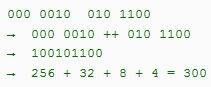 000 0010  010 1100
→  000 0010 ++ 010 1100
→  100101100
→  256 + 32 + 8 + 4 = 300